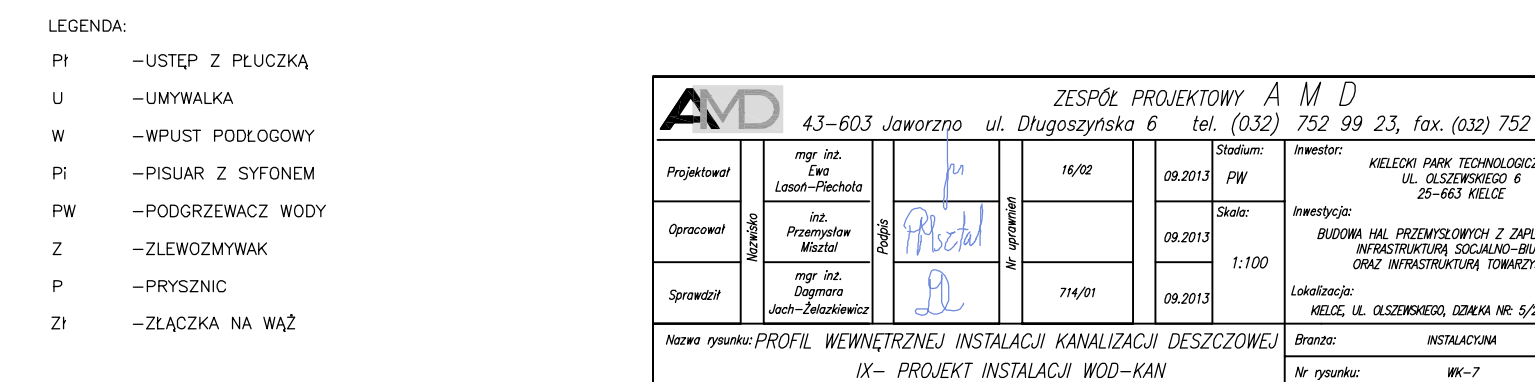 LEGENDA:
Pł –USTĘP Z PŁUCZKĄ
U –UMYWALKA
W –WPUST PODŁOGOWY
Pi –PISUAR Z SYFONEM
PW –PODGRZEWACZ WODY
Z –ZLEWOZMYWAK
P –PRYSZNIC
Zł –ZŁĄCZKA NA WĄŻ
AMD
ZESPÓŁ PROJEKTOWY A M D
43–603 Jaworzno ul. Długoszyńska 6 tel. (032) 752 99 23, fax. (032) 752
Projektował
Nazwisko
mgr inż.
Ewa
Lasoń–Piechota
Podpis
Nr uprawnien
16/02
09.2013
Stadium:
PW
Inwestor:
KIELECKI PARK TECHNOLOGICZ
UL. OLSZEWSKIEGO 6
25–663 KIELCE
Opracował
inż.
Przemysław
Misztal
PMisztal
09.2013
Skala:
1:100
Inwestycja:
BUDOWA HAL PRZEMYSŁOWYCH Z ZAPL
INFRASTRUKTURĄ SOCJALNO–BIU
ORAZ INFRASTRUKTURĄ TOWARZY
Sprawdził
mgr inż.
Dagmara
Jach–Żelazkiewicz
714/01
09.2013
Lokalizacja:
KIELCE, UL. OLSZEWSKIEGO, DZIAŁKA NR: 5/2
Nazwa rysunku: PROFIL WEWNĘTRZNEJ INSTALACJI KANALIZACJI DESZCZOWEJ
IX– PROJEKT INSTALACJI WOD–KAN
Branża: INSTALACYJNA
Nr rysunku: WK–7